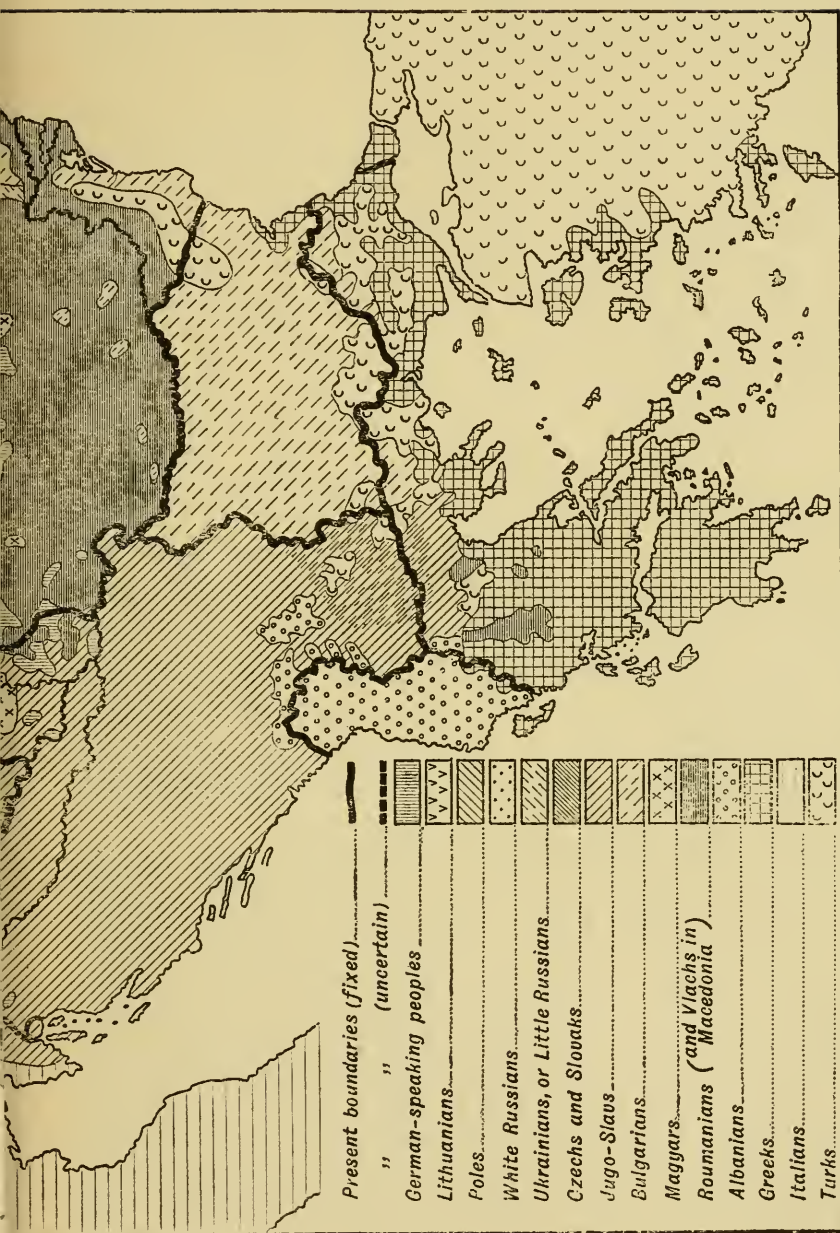 Present boundaries (fixed)
” ” (uncertain)
German-speaking peoples
Lithuanians
Poles
White Russians
Ukrainians, or Little Russians
Czechs and Slovaks
Jugo-Slavs
Bulgarians
Magyars
Roumanians (and Vlachs in
Macedonia)
Albanians
Greeks
Italians
Turks